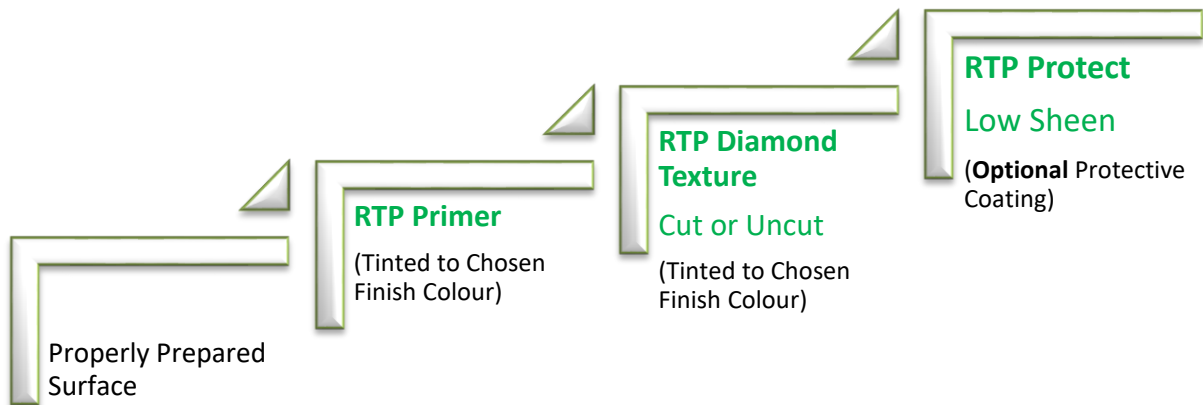 Properly Prepared
Surface
RTP Primer
(Tinted to Chosen
Finish Colour)
RTP Diamond
Texture
Cut or Uncut
(Tinted to Chosen
Finish Colour)
RTP Protect
Low Sheen
(Optional Protective
Coating)